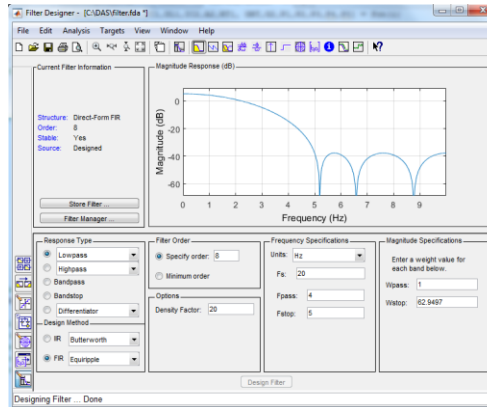 Filter Designer - [C:\DAS\filter.fda *]
File Edit Analysis Targets View Window Help
Current Filter Information
Structure: Direct-Form FIR
Order: 8
Stable: Yes
Source: Designed
Store Filter ...
Filter Manager ...
Magnitude Response (dB)
Magnitude (dB)
0
-20
-40
-60
0 1 2 3 4 5 6 7 8 9
Frequency (Hz)
Response Type
Lowpass
Highpass
Bandpass
Bandstop
Differentiator
Design Method
IIR Butterworth
FIR Equiripple
Filter Order
Specify order: 8
Minimum order
Options
Density Factor: 20
Frequency Specifications
Units: Hz
Fs: 20
Fpass: 4
Fstop: 5
Magnitude Specifications
Enter a weight value for
each band below.
Wpass: 1
Wstop: 62.9497
Design Filter
Designing Filter ... Done